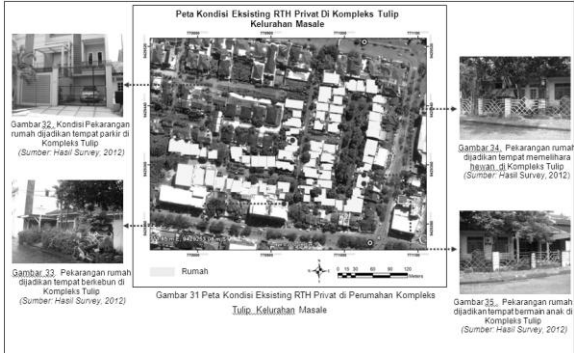 Peta Kondisi Eksisting RTH Privat Di Kompleks Tulip
Kelurahan Masale
Gambar 32. Kondisi Pekarangan
rumah dijadikan tempat parkir di
Kompleks Tulip
(Sumber: Hasil Survey, 2012)
Gambar 33. Pekarangan rumah
dijadikan tempat berkebun di
Kompleks Tulip
(Sumber: Hasil Survey, 2012)
Gambar 34. Pekarangan rumah
dijadikan tempat memelihara
hewan di Kompleks Tulip
(Sumber: Hasil Survey, 2012)
Gambar 35. Pekarangan rumah
dijadikan tempat bermain anak di
Kompleks Tulip
(Sumber: Hasil Survey, 2012)
Rumah
Meters
Gambar 31 Peta Kondisi Eksisting RTH Privat di Perumahan Kompleks
Tulip Kelurahan Masale